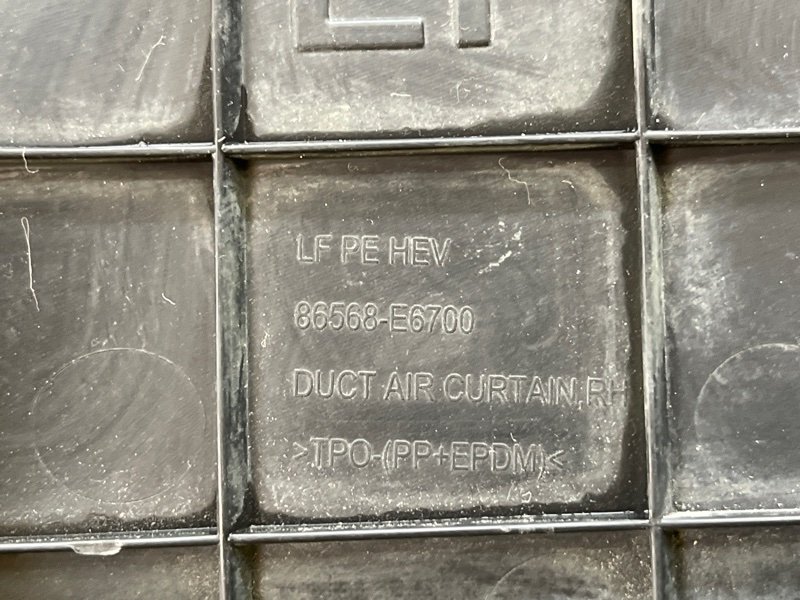 LF PE HEV
86568-E6700
DUCT AIR CURTAIN,RH
>TPO-(PP+EPDM)<